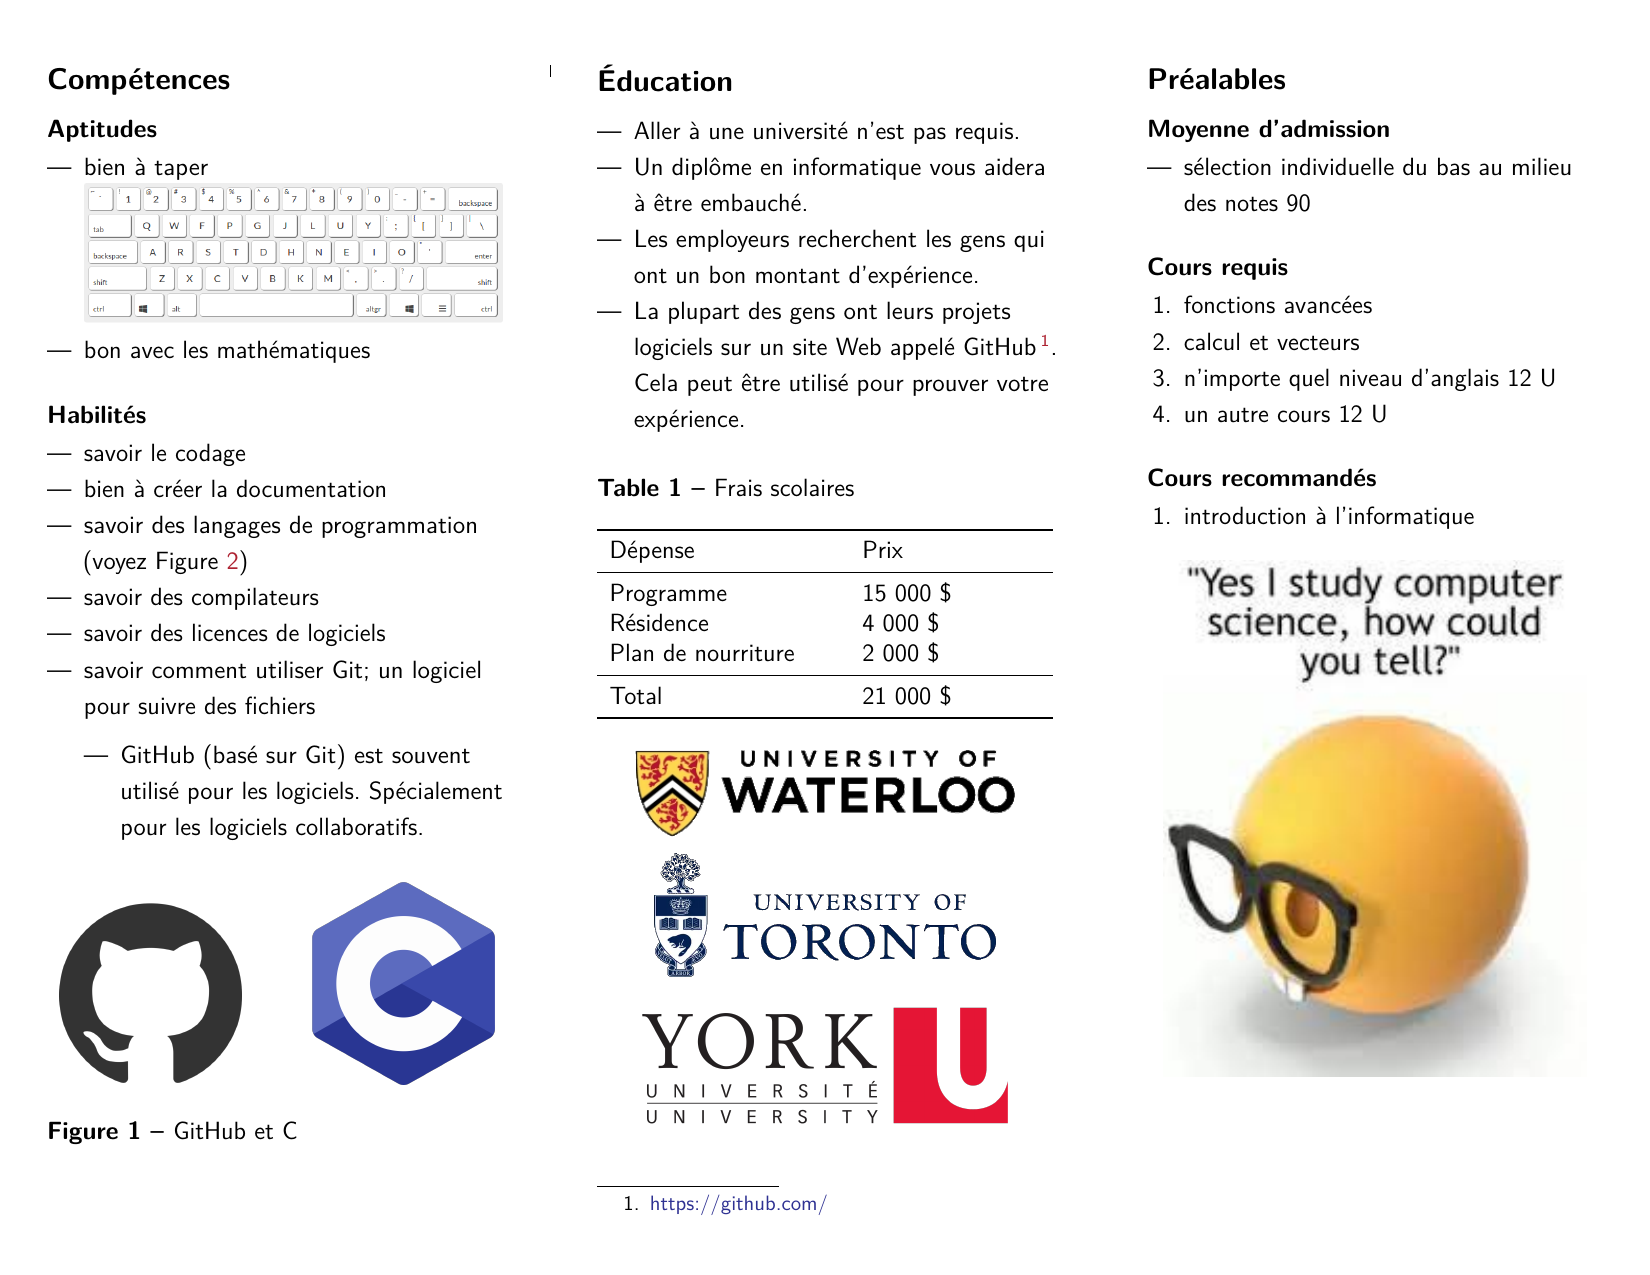 Compétences
Aptitudes
— bien à taper
~ ` ! 1 @ 2 # 3 $ 4 % 5 ^ 6 & 7 * 8 ( 9 ) 0 _ - + = backspace
tab Q W F P G J L U Y : ; { [ } ] | \
backspace A R S T D H N E I O " ' enter
shift Z X C V B K M < , > . ? / shift
ctrl alt altgr ctrl
— bon avec les mathématiques
Habilités
— savoir le codage
— bien à créer la documentation
— savoir des langages de programmation
(voyez Figure 2)
— savoir des compilateurs
— savoir des licences de logiciels
— savoir comment utiliser Git; un logiciel
pour suivre des fichiers
— GitHub (basé sur Git) est souvent
utilisé pour les logiciels. Spécialement
pour les logiciels collaboratifs.
C
Figure 1 – GitHub et C
Éducation
— Aller à une université n'est pas requis.
— Un diplôme en informatique vous aidera
à être embauché.
— Les employeurs recherchent les gens qui
ont un bon montant d'expérience.
— La plupart des gens ont leurs projets
logiciels sur un site Web appelé GitHub 1.
Cela peut être utilisé pour prouver votre
expérience.
Table 1 – Frais scolaires
Dépense Prix
Programme 15 000 $
Résidence 4 000 $
Plan de nourriture 2 000 $
Total 21 000 $
UNIVERSITY OF
WATERLOO
UNIVERSITY OF
TORONTO
YORK U
UNIVERSITÉ
UNIVERSITY
1. https://github.com/
Préalables
Moyenne d'admission
— sélection individuelle du bas au milieu
des notes 90
Cours requis
1. fonctions avancées
2. calcul et vecteurs
3. n'importe quel niveau d'anglais 12 U
4. un autre cours 12 U
Cours recommandés
1. introduction à l'informatique
"Yes I study computer
science, how could
you tell?"